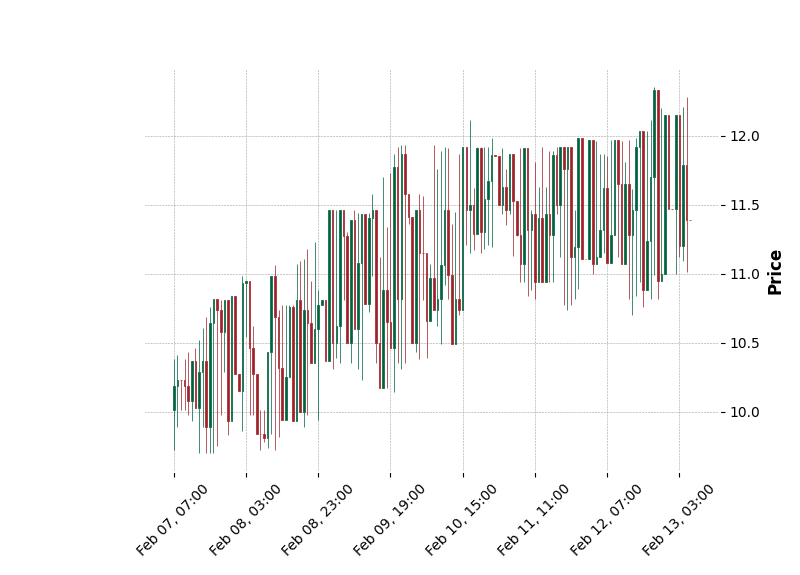 12.0
11.5
11.0
10.5
10.0
Price
Feb 07, 07:00
Feb 08, 03:00
Feb 08, 23:00
Feb 09, 19:00
Feb 10, 15:00
Feb 11, 11:00
Feb 12, 07:00
Feb 13, 03:00